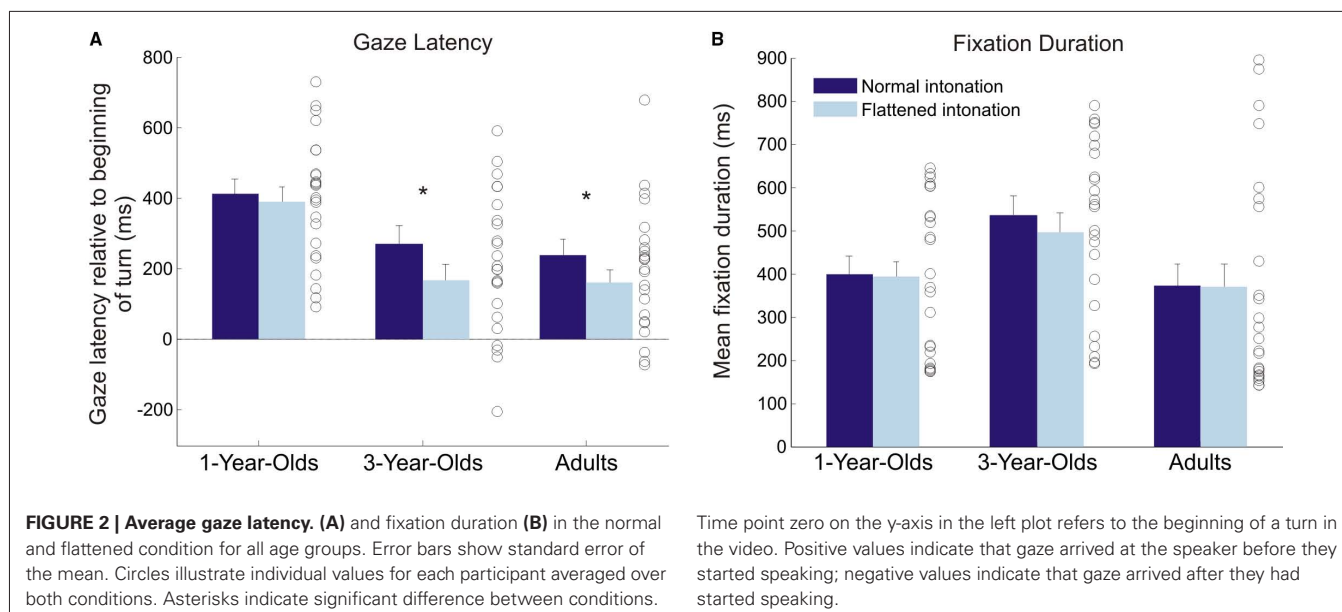 A
Gaze Latency
Gaze latency relative to beginning
of turn (ms)
800
600
400
200
0
-200
*
*
1-Year-Olds
3-Year-Olds
Adults
B
Fixation Duration
Mean fixation duration (ms)
900
800
700
600
500
400
300
200
100
0
Normal intonation
Flattened intonation
1-Year-Olds
3-Year-Olds
Adults
FIGURE 2 | Average gaze latency. (A) and fixation duration (B) in the normal
and flattened condition for all age groups. Error bars show standard error of
the mean. Circles illustrate individual values for each participant averaged over
both conditions. Asterisks indicate significant difference between conditions.
Time point zero on the y-axis in the left plot refers to the beginning of a turn in
the video. Positive values indicate that gaze arrived at the speaker before they
started speaking; negative values indicate that gaze arrived after they had
started speaking.